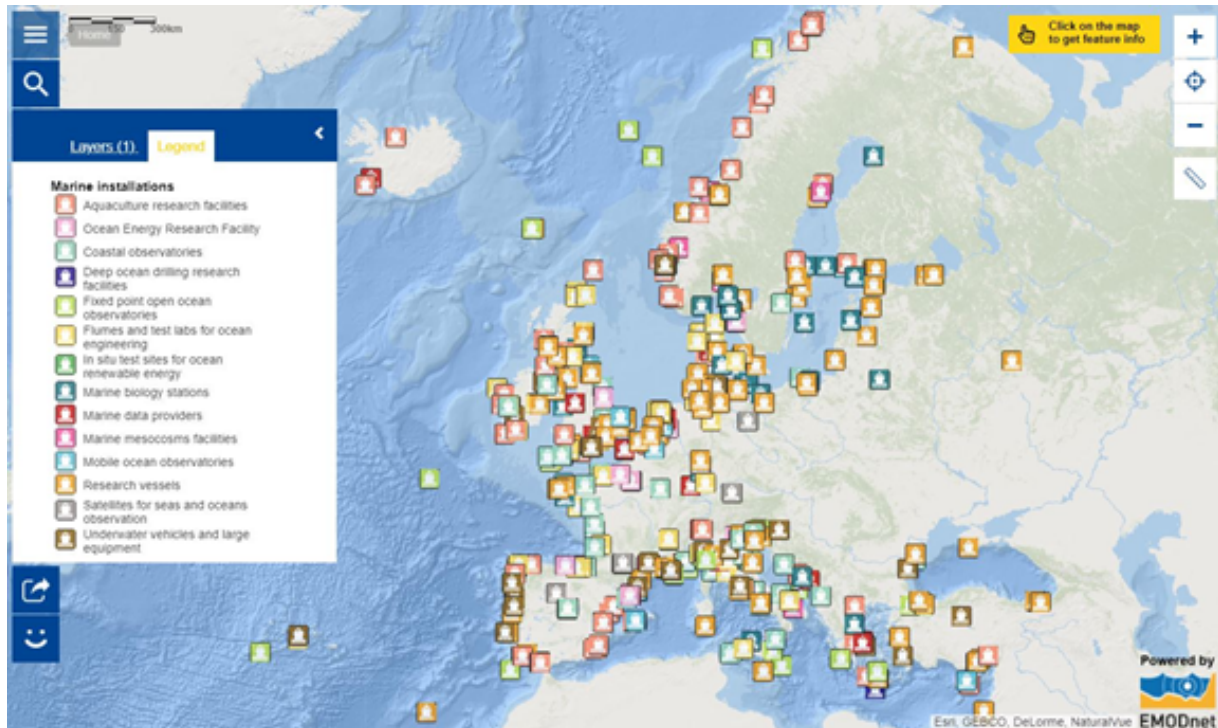 0 150 300km
Home
Click on the map
to get feature info
Layers (1)
Legend
Marine installations
Aquaculture research facilities
Ocean Energy Research Facility
Coastal observatories
Deep ocean drilling research
facilities
Fixed point open ocean
observatories
Flumes and test labs for ocean
engineering
In situ test sites for ocean
renewable energy
Marine biology stations
Marine data providers
Marine mesocosms facilities
Mobile ocean observatories
Research vessels
Satellites for seas and oceans
observation
Underwater vehicles and large
equipment
Powered by
EMODnet
Esri, GEBCO, DeLorme, NaturalVue